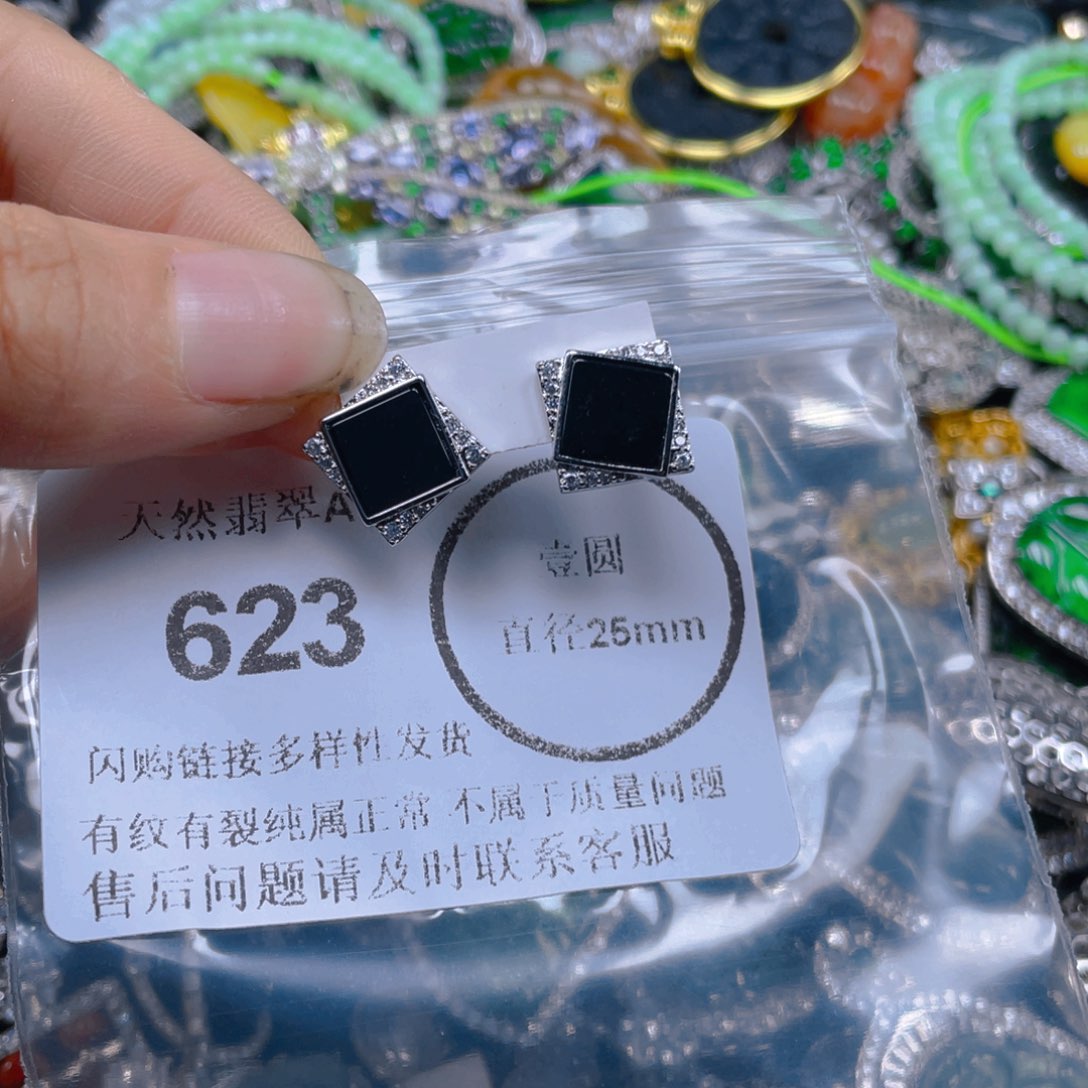 天然翡翠A
壹圆
623
直径25mm
闪购链接多样性发货
有纹有裂纯属正常 不属于质量问题
售后问题请及时联系客服